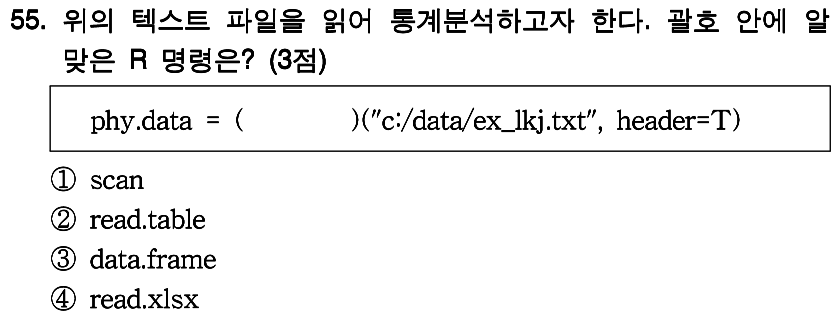 55. 위의 텍스트 파일을 읽어 통계분석하고자 한다. 괄호 안에 알
맞은 R 명령은? (3점)
phy.data = (            )("c:/data/ex_lkj.txt", header=T)
① scan
② read.table
③ data.frame
④ read.xlsx